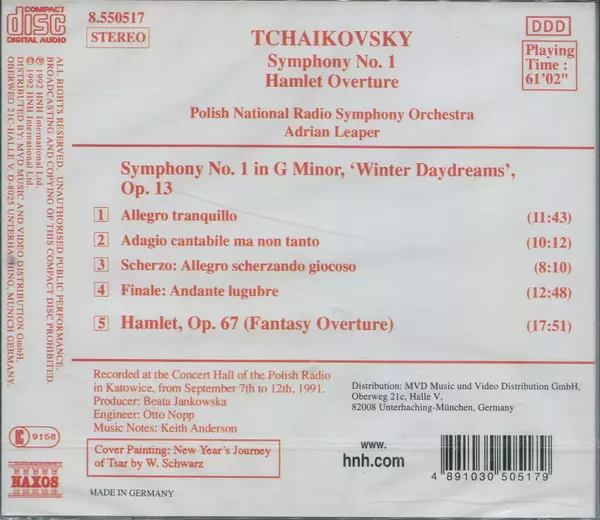 COMPACT
disc
DIGITAL AUDIO
8.550517
STEREO
TCHAIKOVSKY
Symphony No. 1
Hamlet Overture
DDD
Playing
Time :
61'02"
Polish National Radio Symphony Orchestra
Adrian Leaper
Symphony No. 1 in G Minor, ‘Winter Daydreams’,
Op. 13
1 Allegro tranquillo (11:43)
2 Adagio cantabile ma non tanto (10:12)
3 Scherzo: Allegro scherzando giocoso (8:10)
4 Finale: Andante lugubre (12:48)
5 Hamlet, Op. 67 (Fantasy Overture) (17:51)
Recorded at the Concert Hall of the Polish Radio
in Katowice, from September 7th to 12th, 1991.
Producer: Beata Jankowska
Engineer: Otto Nopp
Music Notes: Keith Anderson
Cover Painting: New Year's Journey
of Tsar by W. Schwarz
MADE IN GERMANY
Distribution: MVD Music und Video Distribution GmbH,
Oberweg 21c, Halle V,
82008 Unterhaching-München, Germany
www.
hnh.com
4 891030 505179
ALL RIGHTS RESERVED. UNAUTHORISED PUBLIC PERFORMANCE,
BROADCASTING AND COPYING OF THIS COMPACT DISC PROHIBITED.
℗ 1992 HNH International Ltd.
© 1992 HNH International Ltd.
DISTRIBUTED BY: MVD MUSIC AND VIDEO DISTRIBUTION GmbH,
OBERWEG 21C-HALLE V, D-8025 UNTERHACHING, MUNICH GERMANY.
9158
NAXOS